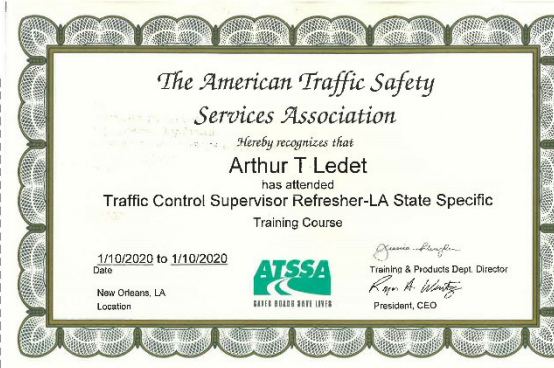 The American Traffic Safety
Services Association
Hereby recognizes that
Arthur T Ledet
has attended
Traffic Control Supervisor Refresher-LA State Specific
Training Course
1/10/2020 to 1/10/2020
Date
New Orleans, LA
Location
ATSSA
SAFER ROADS SAVE LIVES
Training & Products Dept. Director
President, CEO